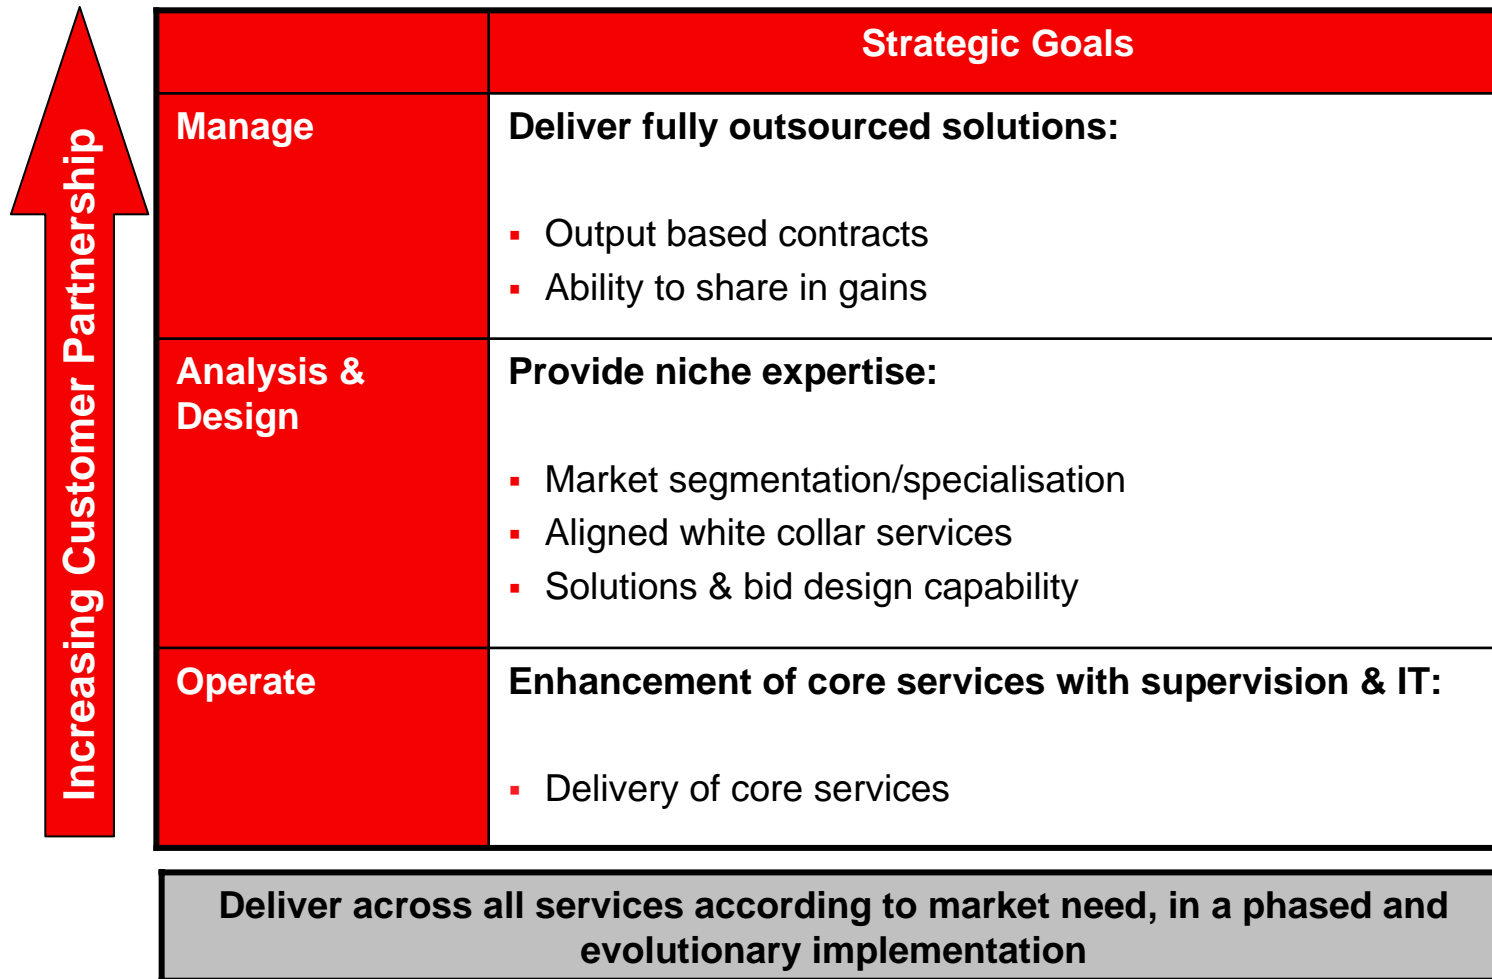 Increasing Customer Partnership
Strategic Goals
Manage
Deliver fully outsourced solutions:
Output based contracts
Ability to share in gains
Analysis &
Design
Provide niche expertise:
Market segmentation/specialisation
Aligned white collar services
Solutions & bid design capability
Operate
Enhancement of core services with supervision & IT:
Delivery of core services
Deliver across all services according to market need, in a phased and
evolutionary implementation